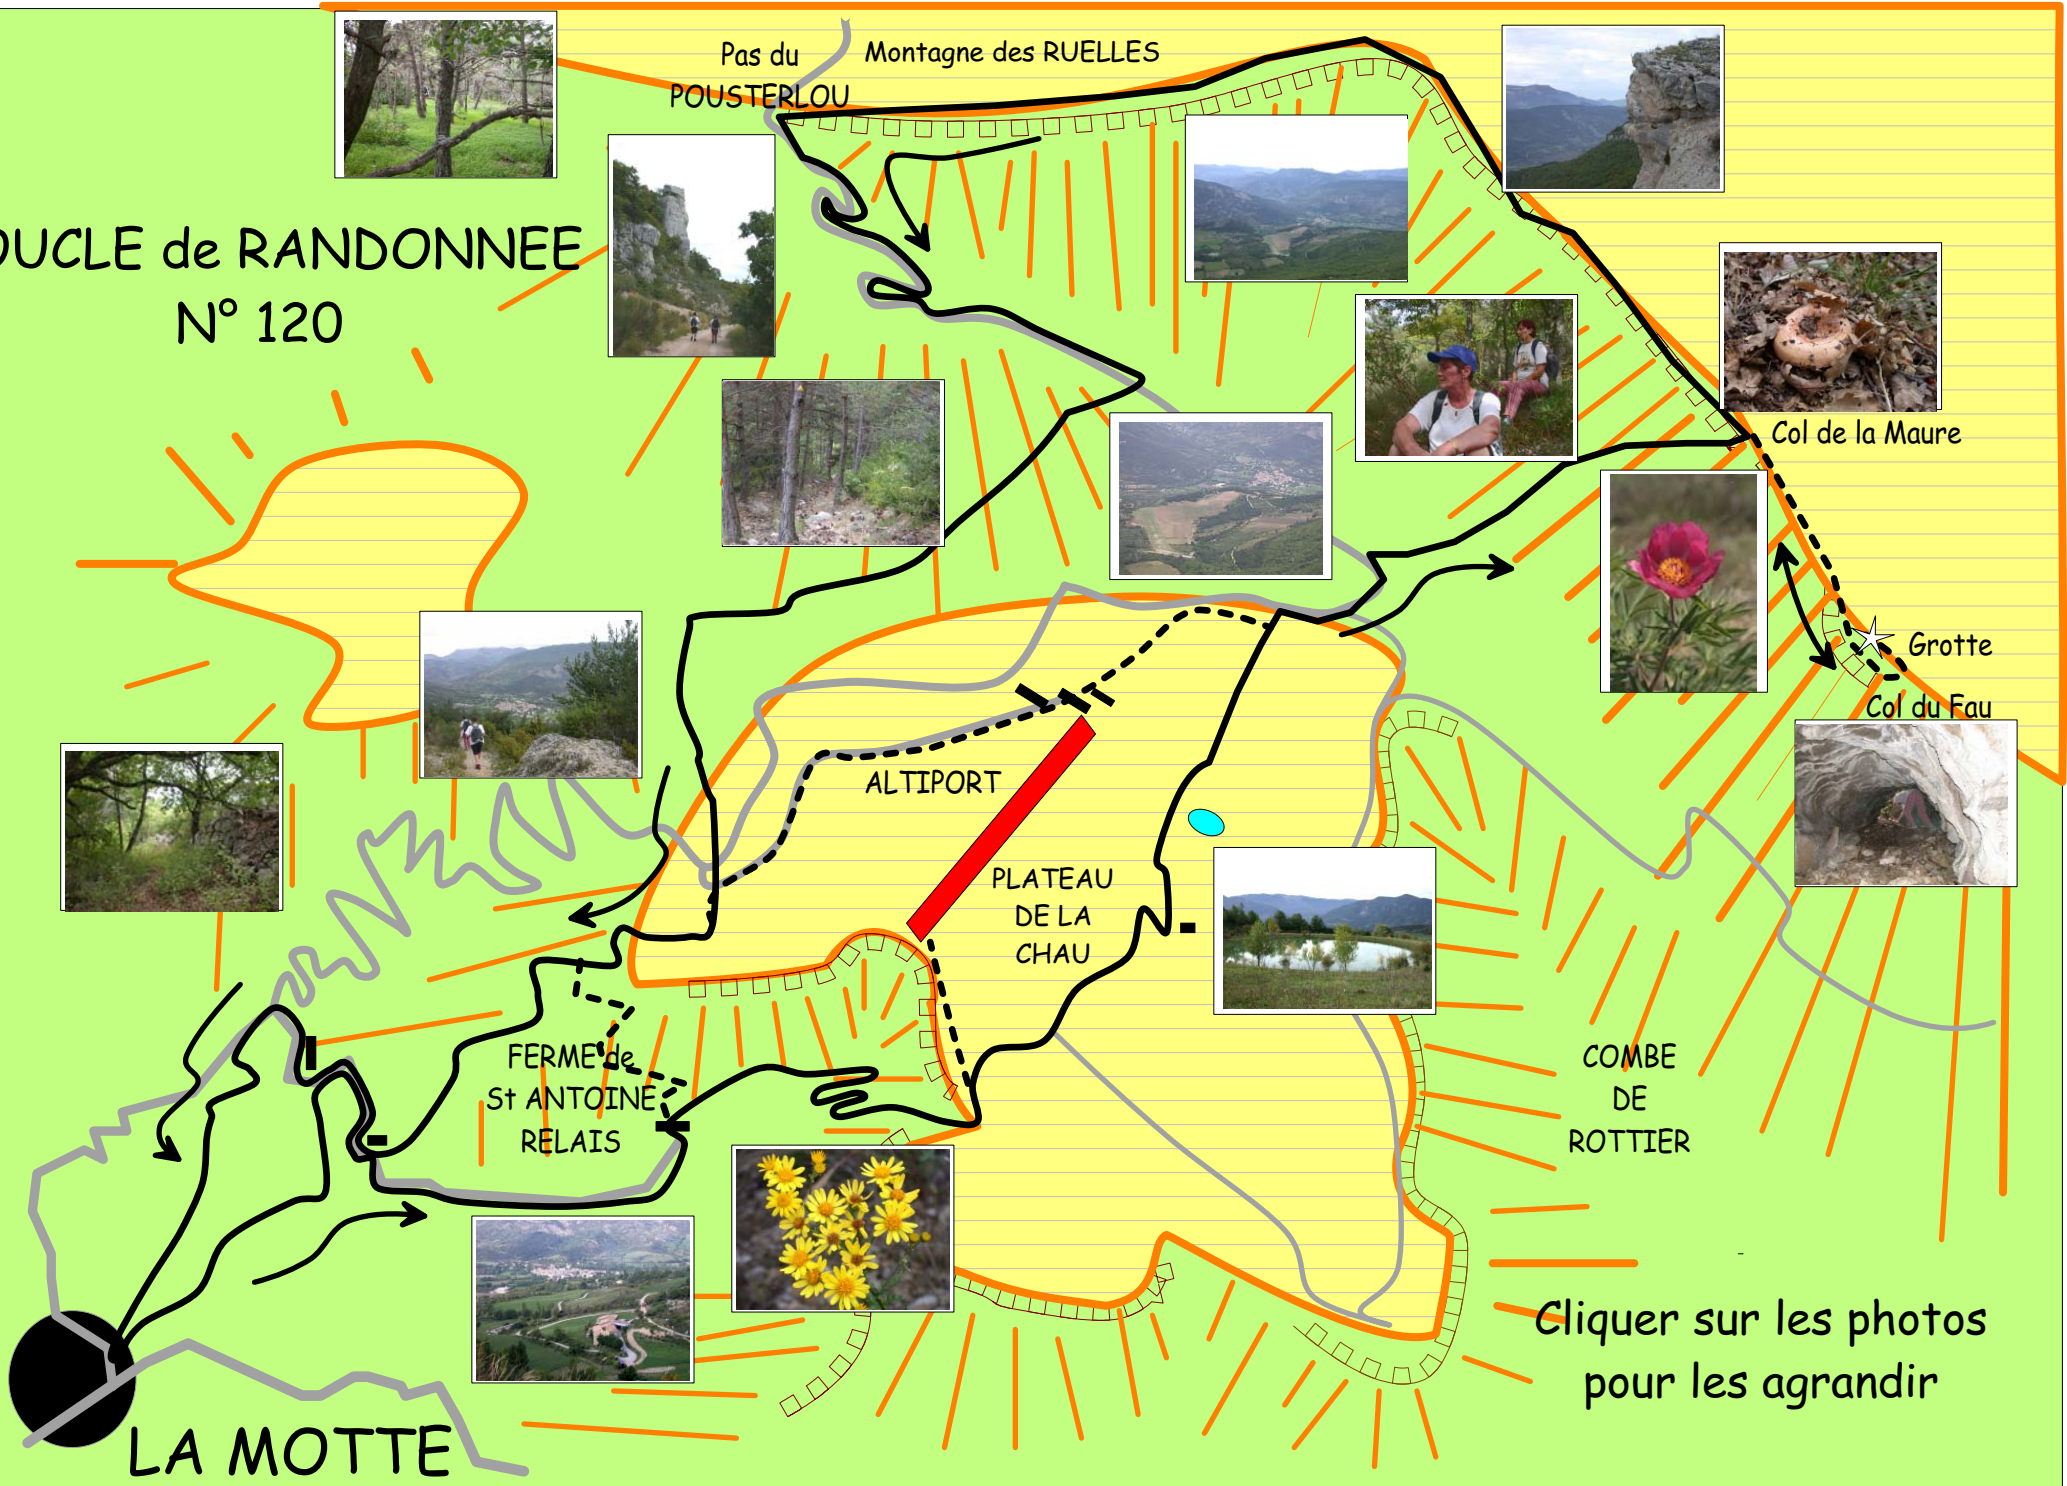 Pas du
POUSTERLOU
Montagne des RUELLES
OUCLE de RANDONNEE
N° 120
Col de la Maure
Grotte
Col du Fau
ALTIPORT
PLATEAU
DE LA
CHAU
FERME de
St ANTOINE
RELAIS
COMBE
DE
ROTTIER
Cliquer sur les photos
pour les agrandir
LA MOTTE